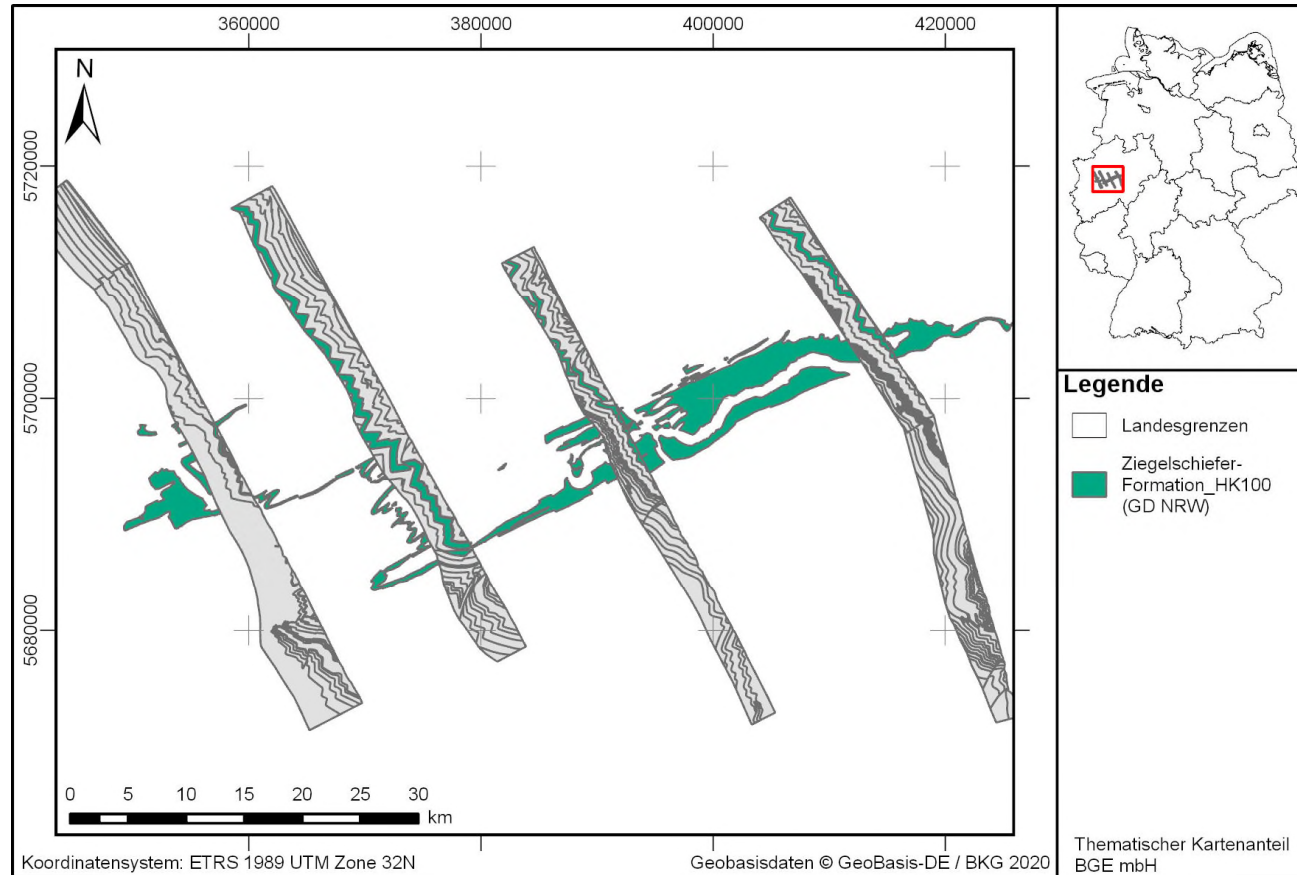 360000
380000
400000
420000
N
5720000
5700000
5680000
0 5 10 15 20 25 30
km
Koordinatensystem: ETRS 1989 UTM Zone 32N
Geobasisdaten © GeoBasis-DE / BKG 2020
Legende
Landesgrenzen
Ziegelschiefer-
Formation_HK100
(GD NRW)
Thematischer Kartenanteil
BGE mbH